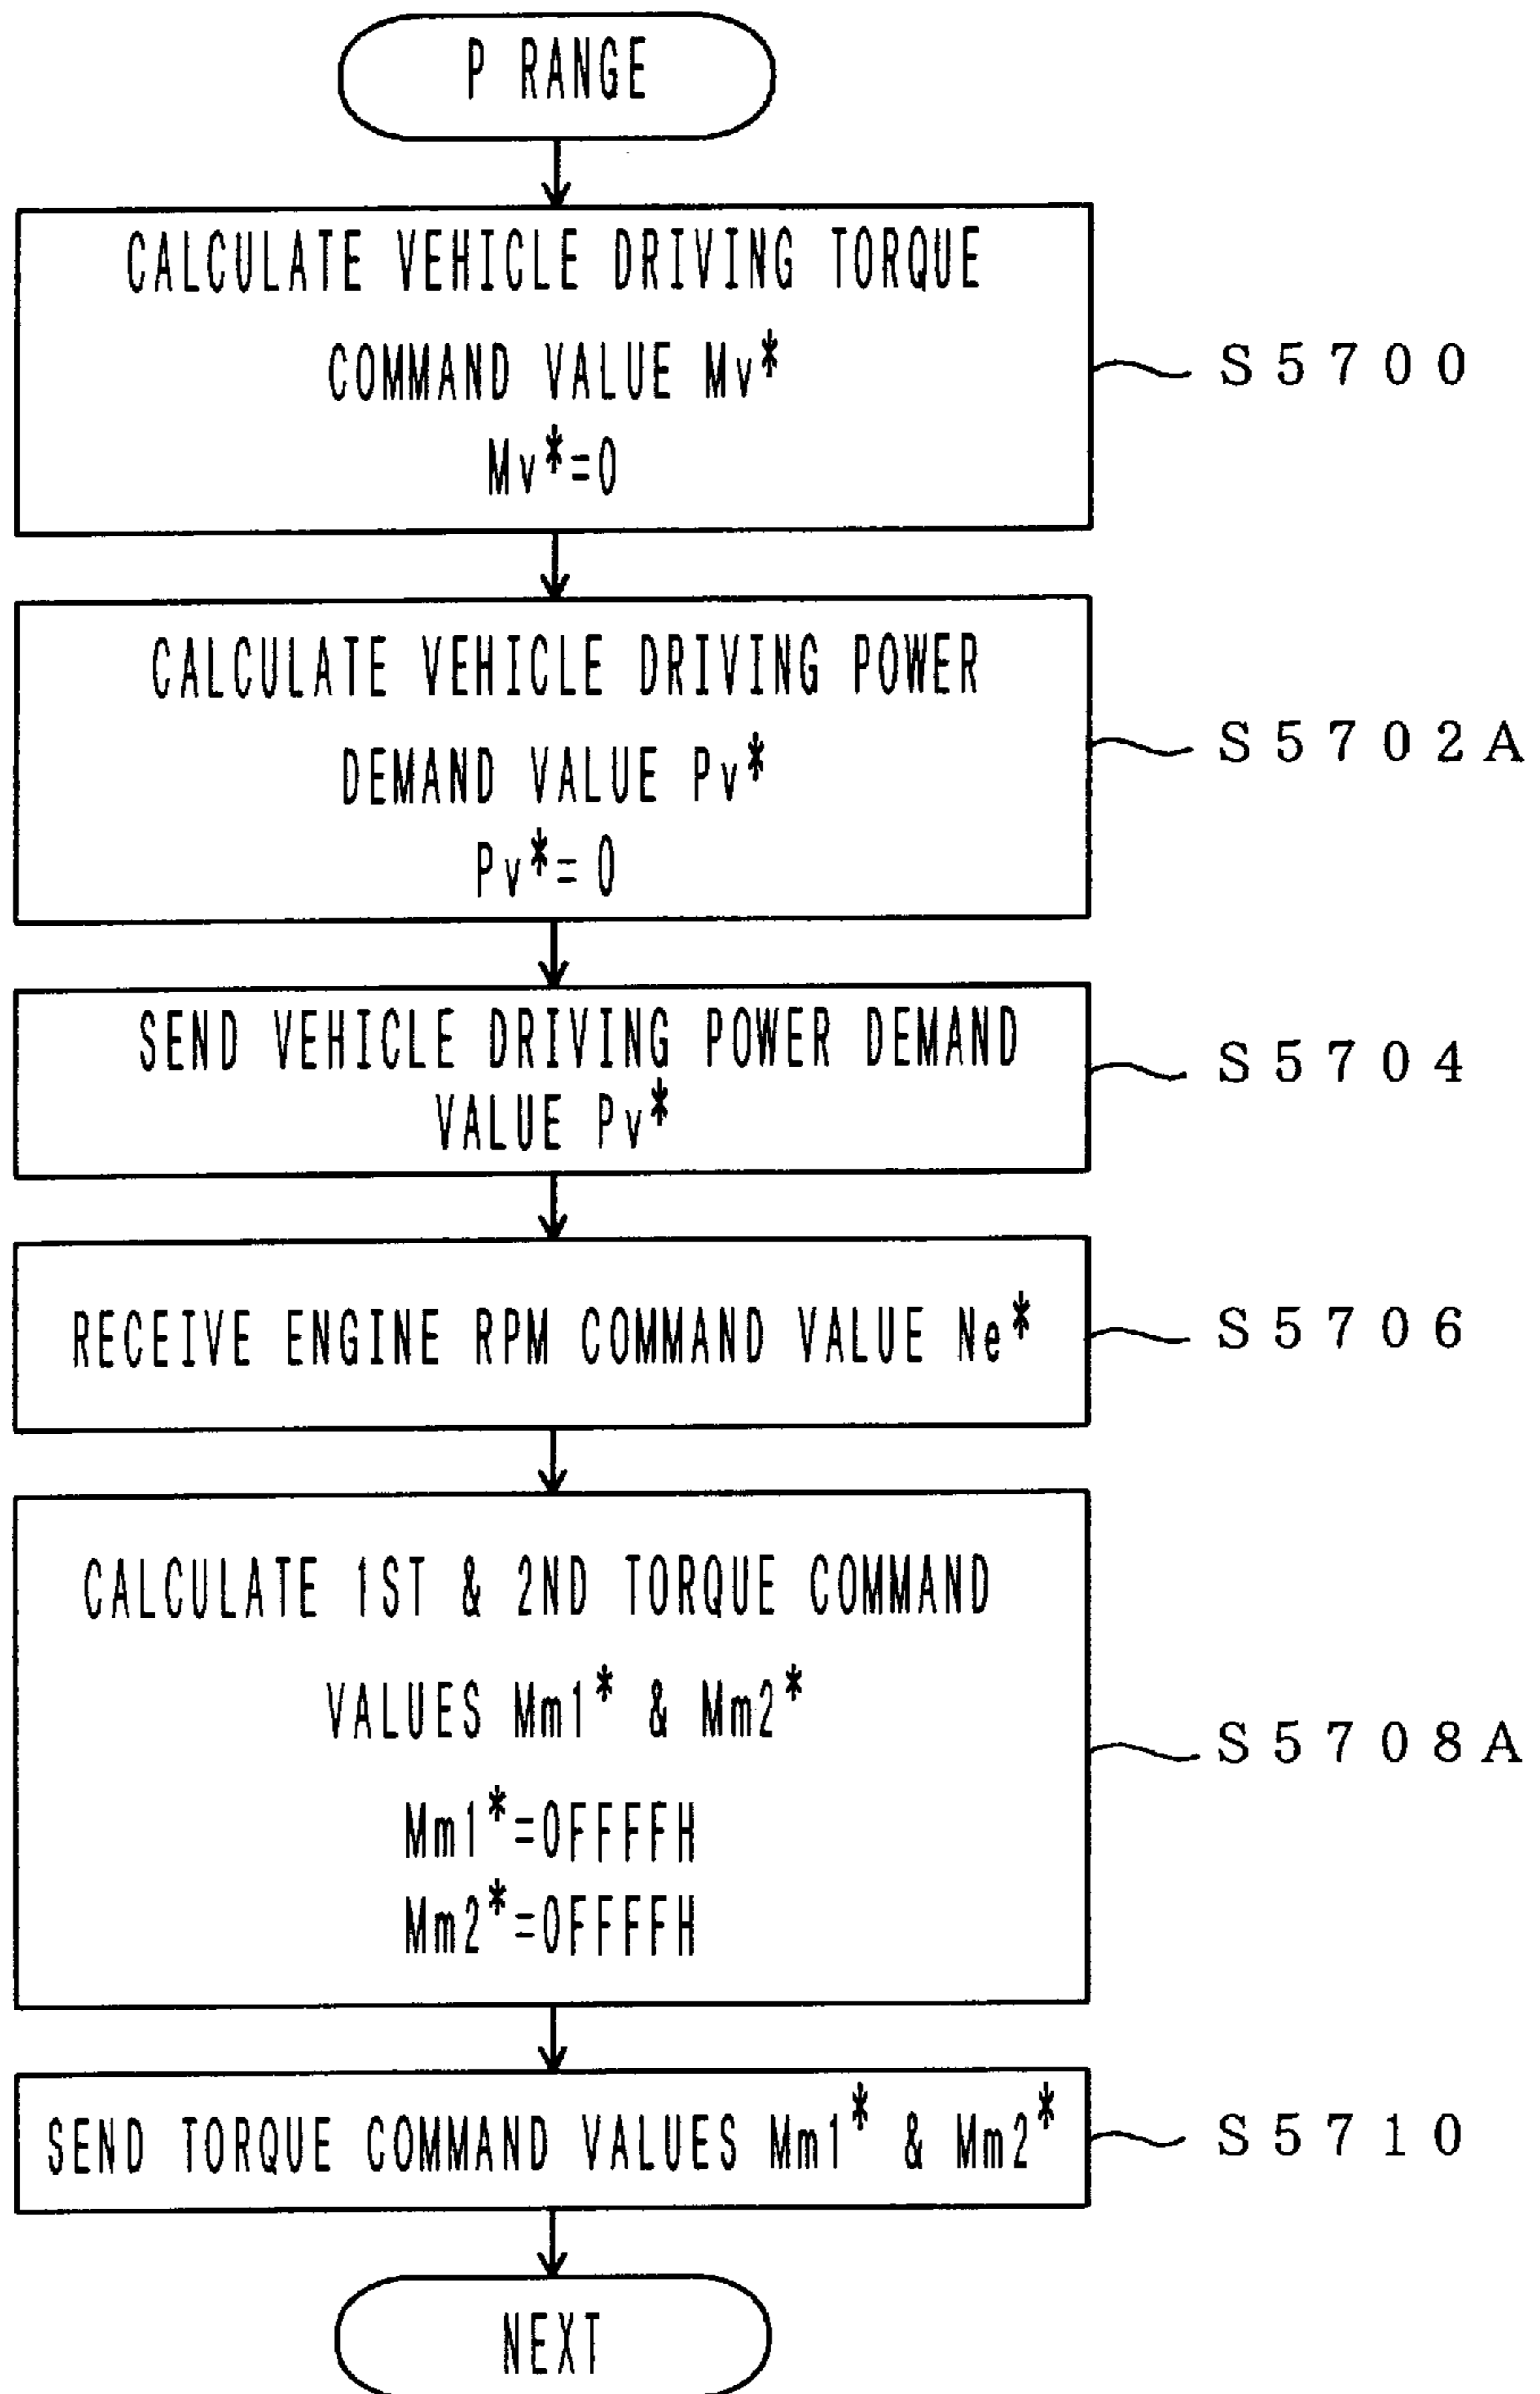 P RANGE
CALCULATE VEHICLE DRIVING TORQUE
COMMAND VALUE Mv*
Mv*=0
S5700
CALCULATE VEHICLE DRIVING POWER
DEMAND VALUE Pv*
Pv*=0
S5702A
SEND VEHICLE DRIVING POWER DEMAND
VALUE Pv*
S5704
RECEIVE ENGINE RPM COMMAND VALUE Ne*
S5706
CALCULATE 1ST & 2ND TORQUE COMMAND
VALUES Mm1* & Mm2*
Mm1*=0FFFFH
Mm2*=0FFFFH
S5708A
SEND TORQUE COMMAND VALUES Mm1* & Mm2*
S5710
NEXT